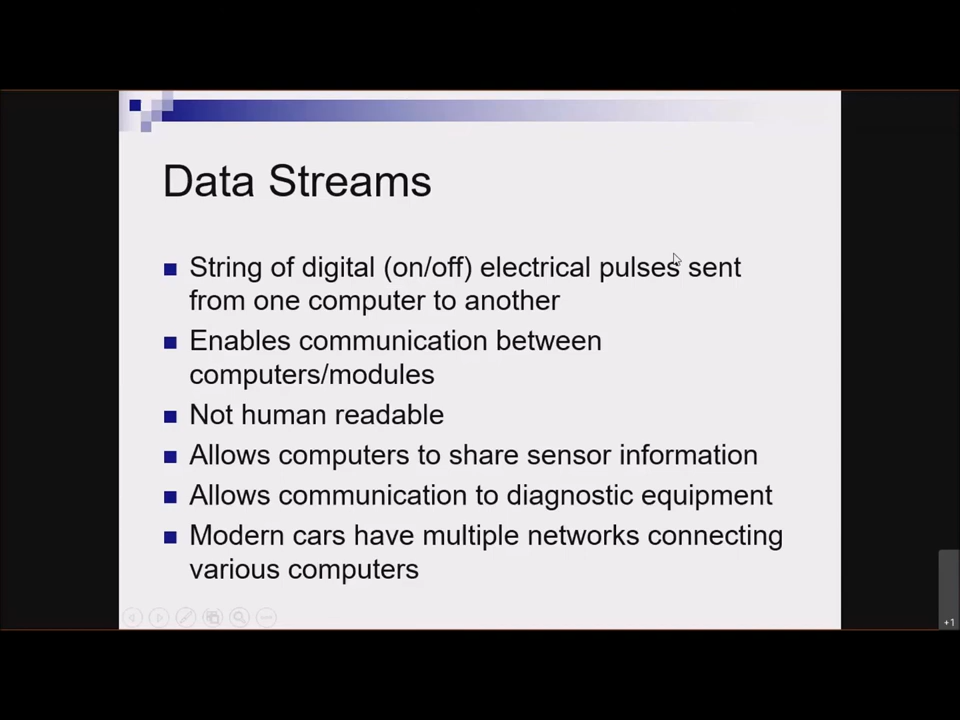 Data Streams
String of digital (on/off) electrical pulses sent
from one computer to another
Enables communication between
computers/modules
Not human readable
Allows computers to share sensor information
Allows communication to diagnostic equipment
Modern cars have multiple networks connecting
various computers
+1